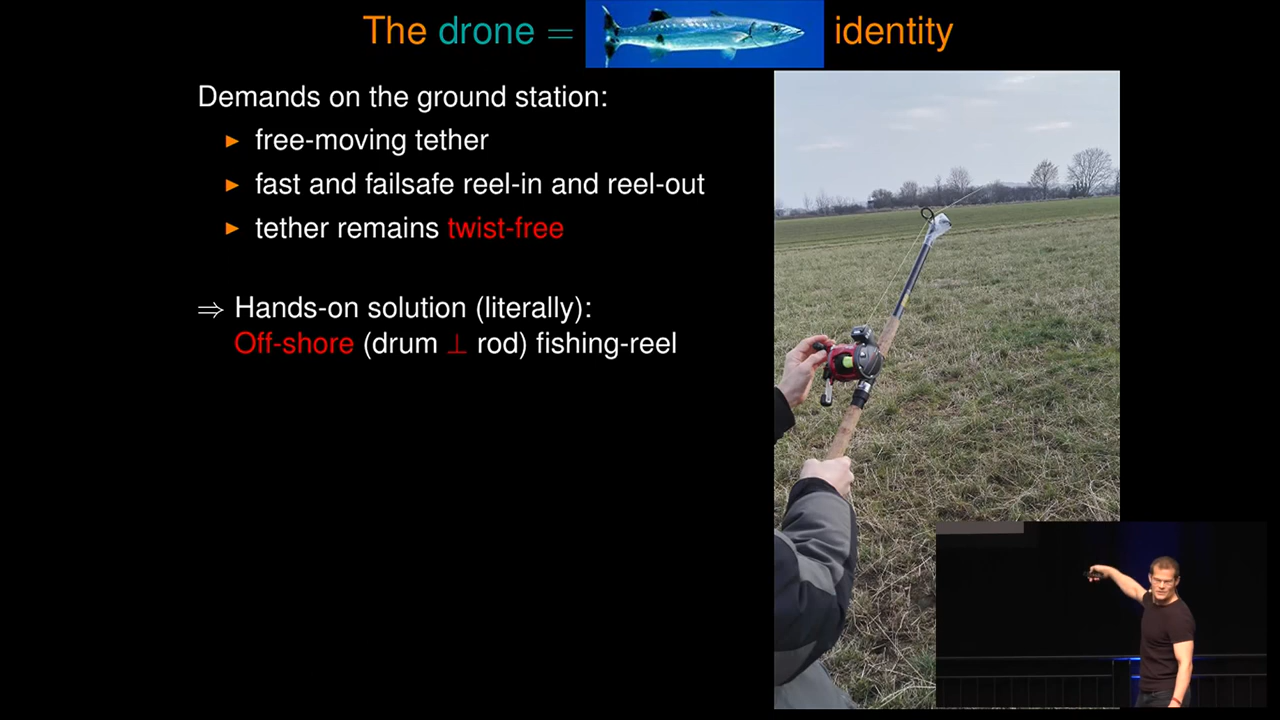 The drone = identity
Demands on the ground station:
▶ free-moving tether
▶ fast and failsafe reel-in and reel-out
▶ tether remains twist-free
⇒ Hands-on solution (literally):
Off-shore (drum ⊥ rod) fishing-reel